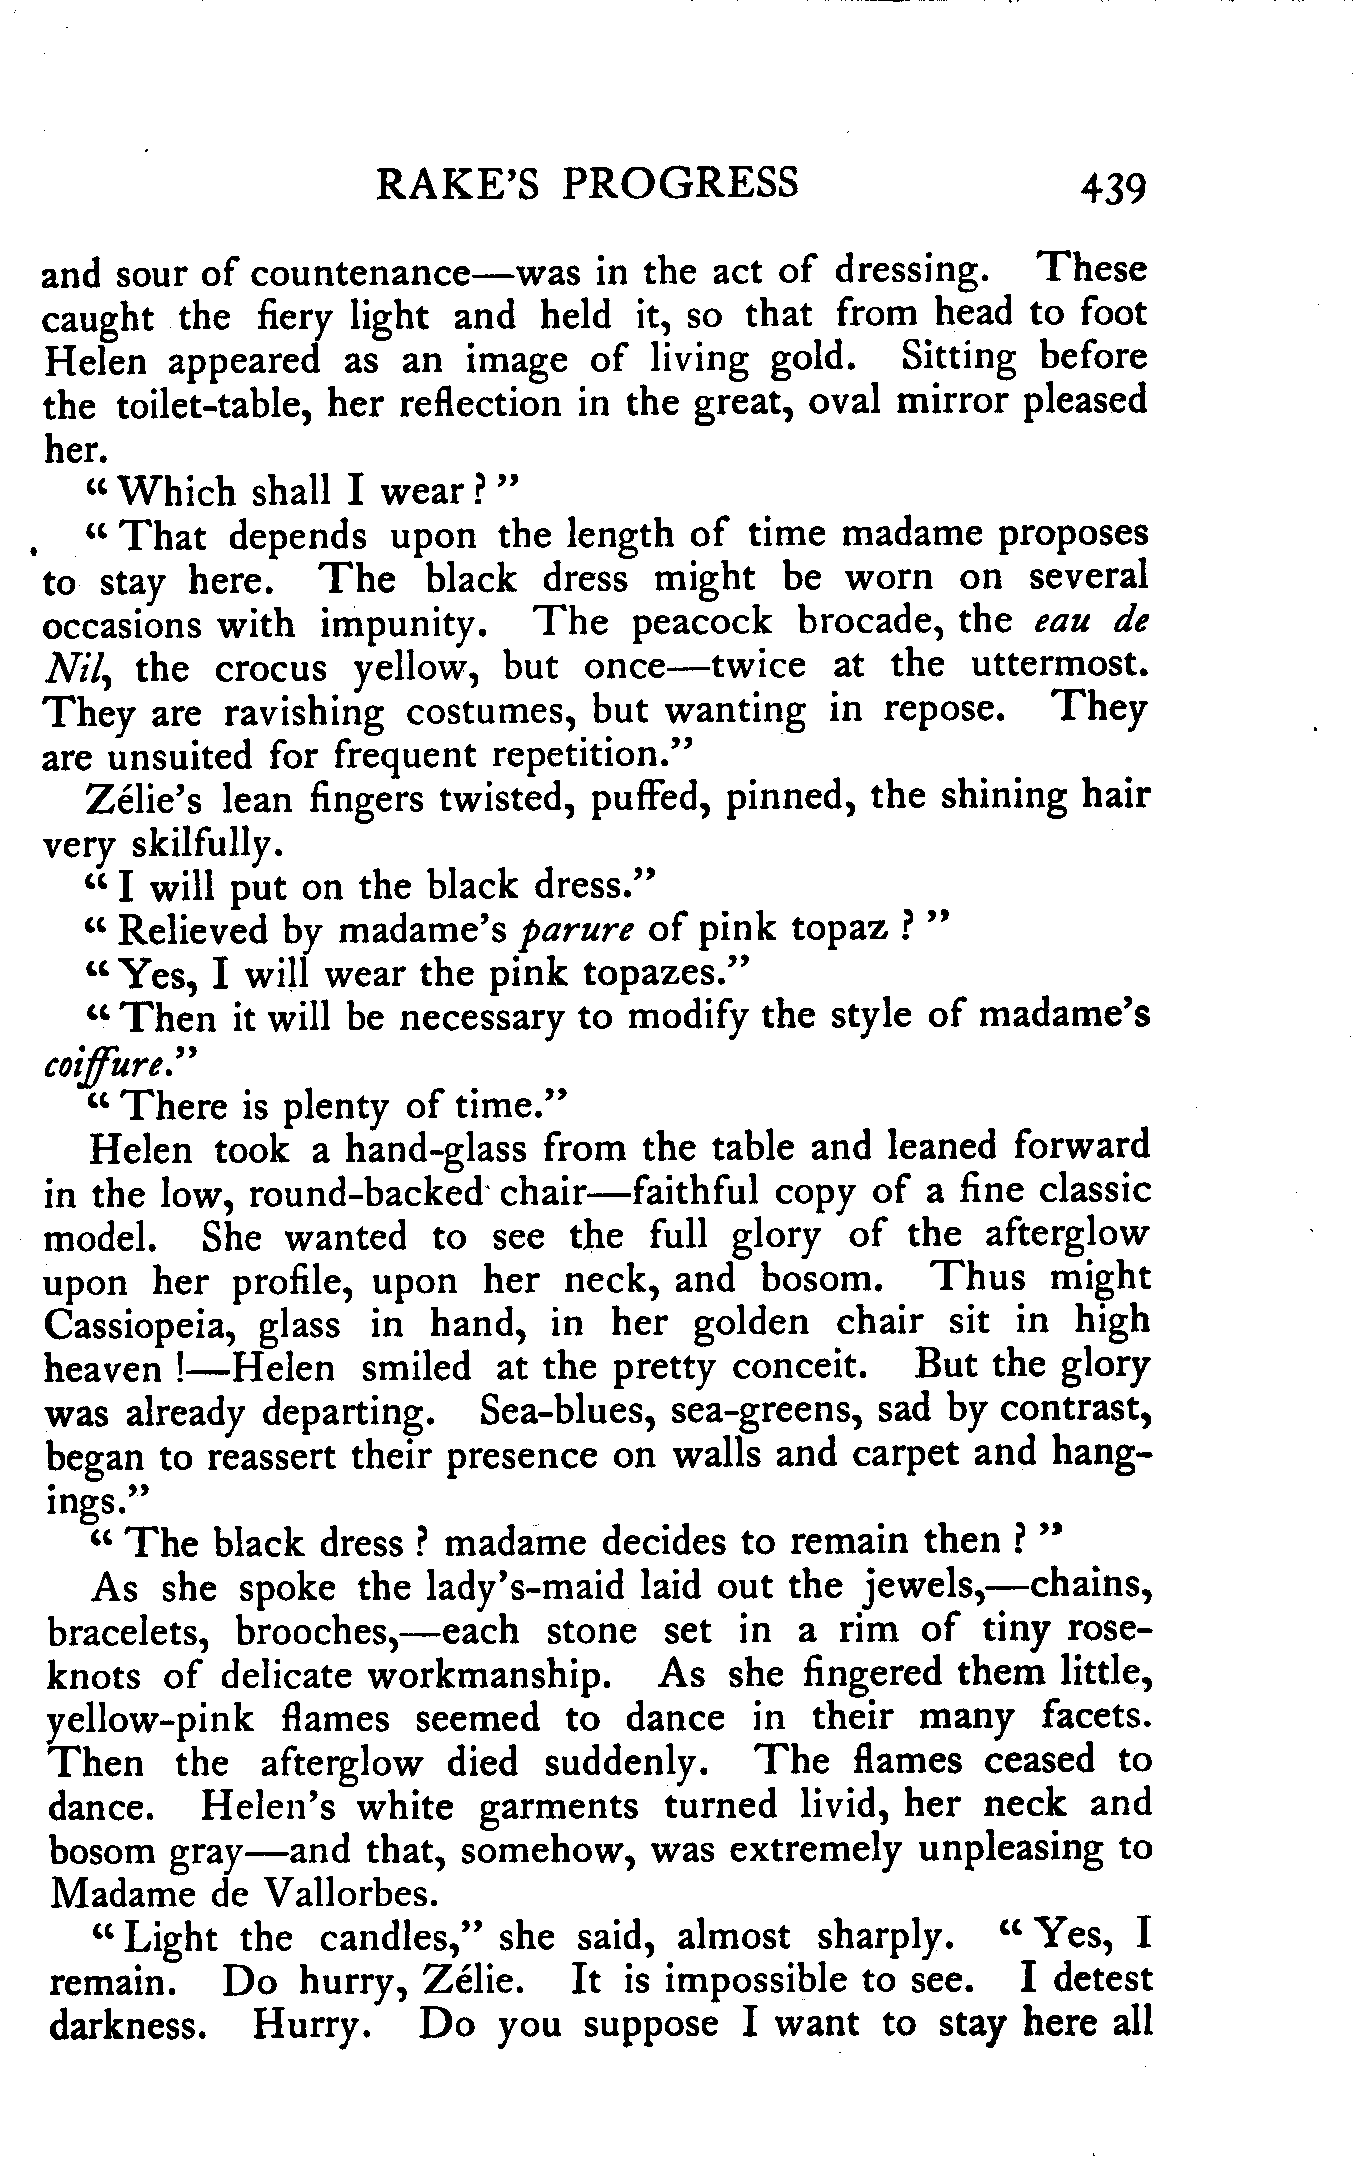 RAKE'S PROGRESS 439
and sour of countenance—was in the act of dressing. These
caught the fiery light and held it, so that from head to foot
Helen appeared as an image of living gold. Sitting before
the toilet-table, her reflection in the great, oval mirror pleased
her.
" Which shall I wear ? "
" That depends upon the length of time madame proposes
to stay here. The black dress might be worn on several
occasions with impunity. The peacock brocade, the eau de
Nil, the crocus yellow, but once—twice at the uttermost.
They are ravishing costumes, but wanting in repose. They
are unsuited for frequent repetition."
Zélie's lean fingers twisted, puffed, pinned, the shining hair
very skilfully.
" I will put on the black dress."
" Relieved by madame's parure of pink topaz ? "
" Yes, I will wear the pink topazes."
" Then it will be necessary to modify the style of madame's
coiffure."
" There is plenty of time."
Helen took a hand-glass from the table and leaned forward
in the low, round-backed chair—faithful copy of a fine classic
model. She wanted to see the full glory of the afterglow
upon her profile, upon her neck, and bosom. Thus might
Cassiopeia, glass in hand, in her golden chair sit in high
heaven !—Helen smiled at the pretty conceit. But the glory
was already departing. Sea-blues, sea-greens, sad by contrast,
began to reassert their presence on walls and carpet and hang-
ings."
" The black dress ? madame decides to remain then ? "
As she spoke the lady's-maid laid out the jewels,—chains,
bracelets, brooches,—each stone set in a rim of tiny rose-
knots of delicate workmanship. As she fingered them little,
yellow-pink flames seemed to dance in their many facets.
Then the afterglow died suddenly. The flames ceased to
dance. Helen's white garments turned livid, her neck and
bosom gray—and that, somehow, was extremely unpleasing to
Madame de Vallorbes.
" Light the candles," she said, almost sharply. " Yes, I
remain. Do hurry, Zélie. It is impossible to see. I detest
darkness. Hurry. Do you suppose I want to stay here all